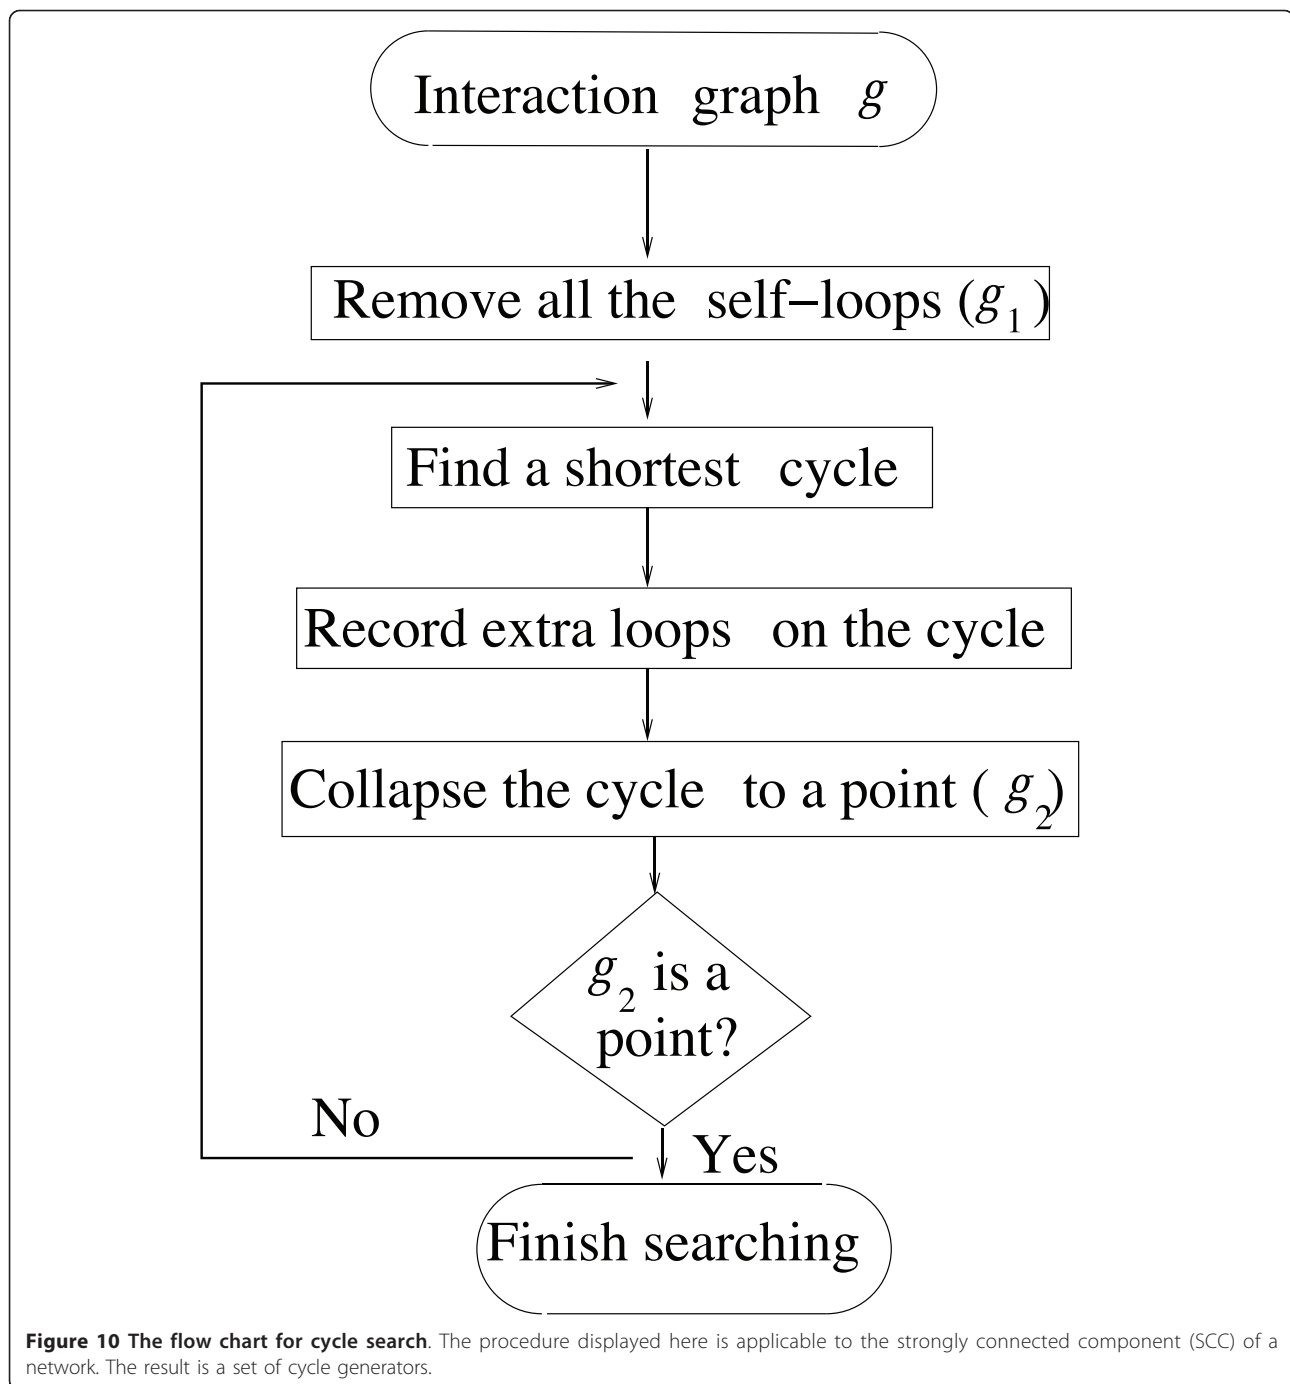 Interaction graph g
Remove all the self−loops (g1)
Find a shortest cycle
Record extra loops on the cycle
Collapse the cycle to a point ( g2)
g2 is a
point?
No
Yes
Finish searching
Figure 10 The flow chart for cycle search. The procedure displayed here is applicable to the strongly connected component (SCC) of a
network. The result is a set of cycle generators.